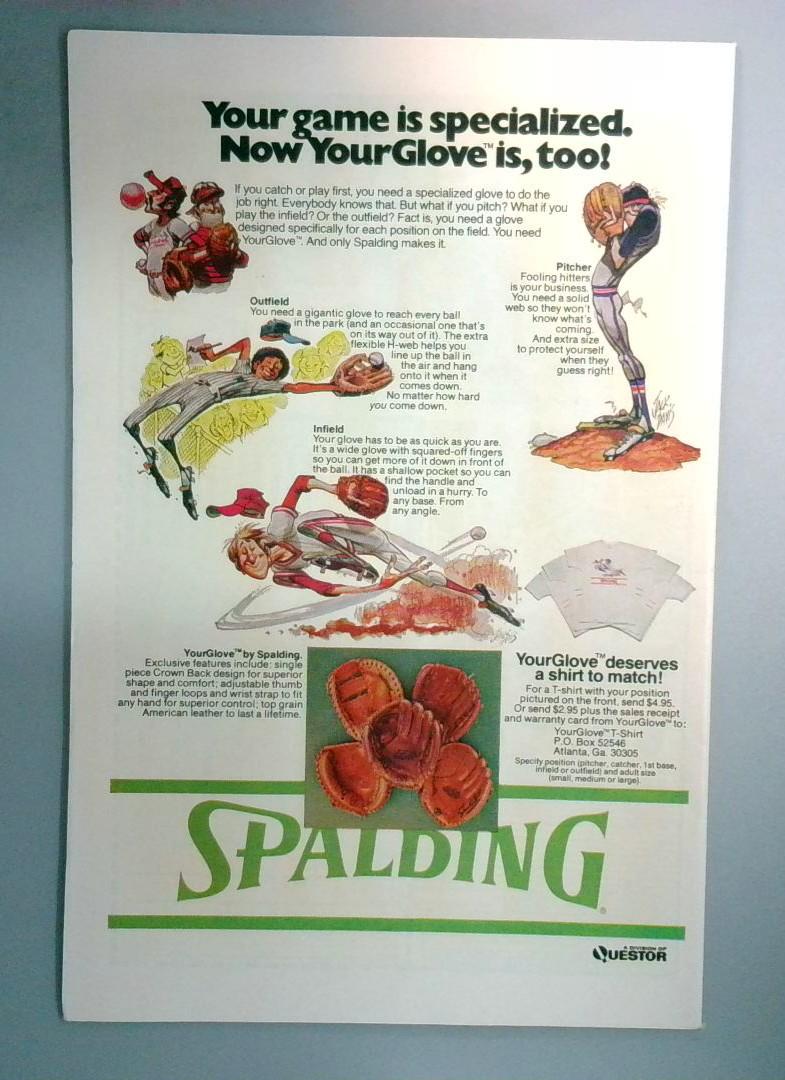 Your game is specialized.
Now YourGlove™ is, too!
If you catch or play first, you need a specialized glove to do the
job right. Everybody knows that. But what if you pitch? What if you
play the infield? Or the outfield? Fact is, you need a glove
designed specifically for each position on the field. You need
YourGlove™. And only Spalding makes it.
Pitcher
Fooling hitters
is your business.
You need a solid
web so they won't
know what's
coming.
And extra size
to protect yourself
when they
guess right!
Outfield
You need a gigantic glove to reach every ball
in the park (and an occasional one that's
on its way out of it). The extra
flexible H-web helps you
line up the ball in
the air and hang
onto it when it
comes down.
No matter how hard
you come down.
JACK DAVIS
Infield
Your glove has to be as quick as you are.
It's a wide glove with squared-off fingers
so you can get more of it down in front of
the ball. It has a shallow pocket so you can
find the handle and
unload in a hurry. To
any base. From
any angle.
YourGlove™ by Spalding.
Exclusive features include: single
piece Crown Back design for superior
shape and comfort; adjustable thumb
and finger loops and wrist strap to fit
any hand for superior control; top grain
American leather to last a lifetime.
YourGlove™ deserves
a shirt to match!
For a T-shirt with your position
pictured on the front, send $4.95.
Or send $2.95 plus the sales receipt
and warranty card from YourGlove™ to:
YourGlove™ T-Shirt
P.O. Box 52546
Atlanta, Ga. 30305
Specify position (pitcher, catcher, 1st base,
infield or outfield) and adult size
(small, medium or large).
SPALDING®
A DIVISION OF
QUESTOR